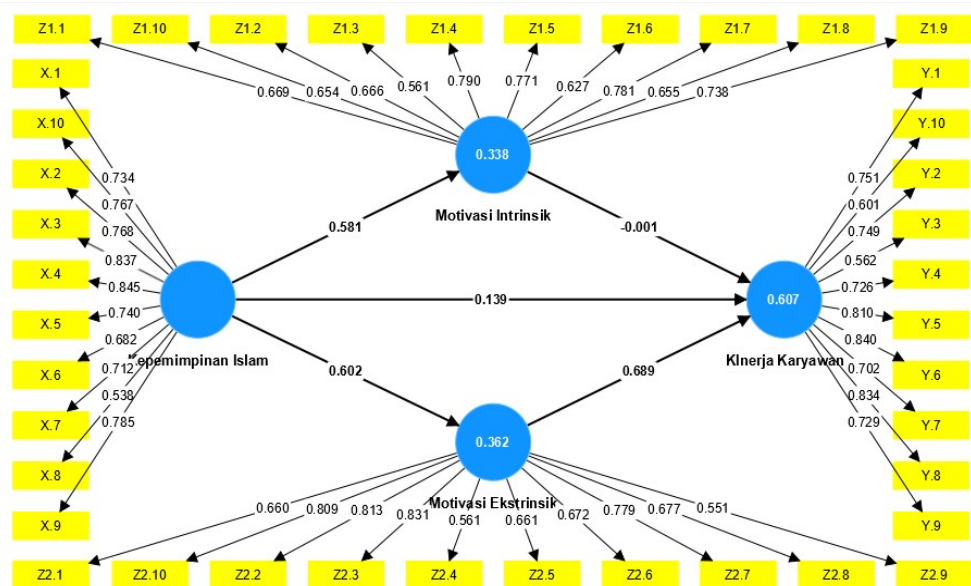 Z1.1 Z1.10 Z1.2 Z1.3 Z1.4 Z1.5 Z1.6 Z1.7 Z1.8 Z1.9
0.669 0.654 0.666 0.561 0.790 0.771 0.627 0.781 0.655 0.738
X.1
X.10
X.2
X.3
X.4
X.5
X.6
X.7
X.8
X.9
0.734
0.767
0.768
0.837
0.845
0.740
0.682
0.712
0.538
0.785
0.338
Motivasi Intrinsik
0.581
-0.001
0.139
Kepemimpinan Islam
0.602
0.689
0.607
KInerja Karyawan
0.362
Motivasi Ekstrinsik
Y.1
Y.10
Y.2
Y.3
Y.4
Y.5
Y.6
Y.7
Y.8
Y.9
0.751
0.601
0.749
0.562
0.726
0.810
0.840
0.702
0.834
0.729
0.660 0.809 0.813 0.831 0.561 0.661 0.672 0.779 0.677 0.551
Z2.1 Z2.10 Z2.2 Z2.3 Z2.4 Z2.5 Z2.6 Z2.7 Z2.8 Z2.9